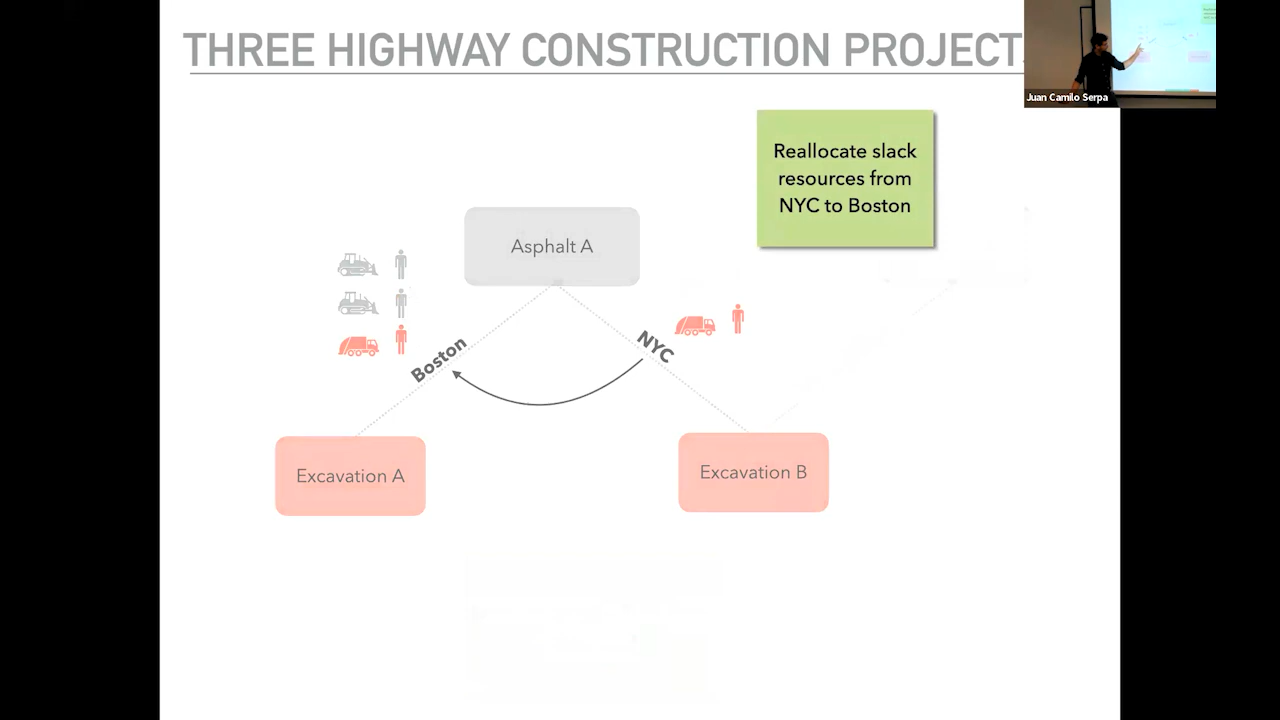 THREE HIGHWAY CONSTRUCTION PROJECT
Juan Camilo Serpa
Reallocate slack
resources from
NYC to Boston
Asphalt A
Boston
NYC
Excavation A
Excavation B